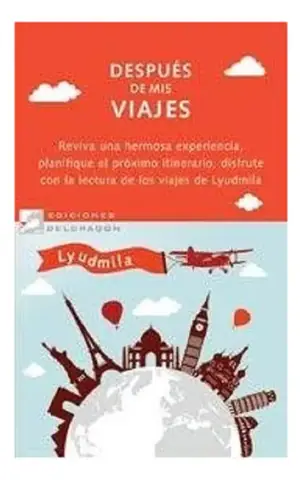 DESPUÉS
DE MIS
VIAJES
Reviva una hermosa experiencia,
planifique el próximo itinerario, disfrute
con la lectura de los viajes de Lyudmila
EDICIONES
DELDRAGÓN
Lyudmila